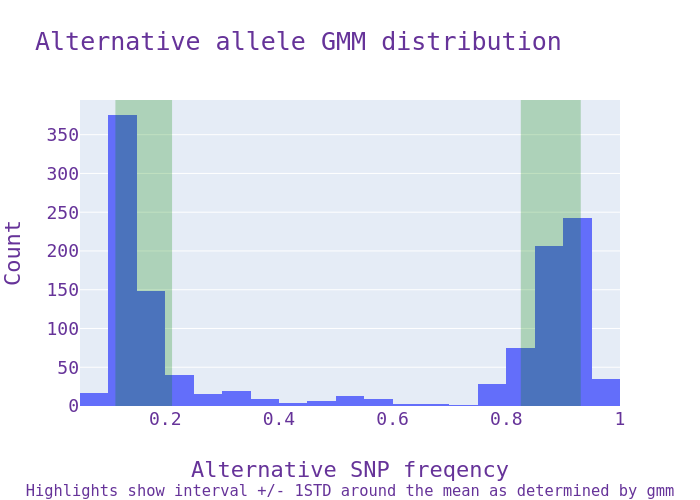 Alternative allele GMM distribution
Count
350
300
250
200
150
100
50
0
0.2 0.4 0.6 0.8 1
Alternative SNP freqency
Highlights show interval +/- 1STD around the mean as determined by gmm